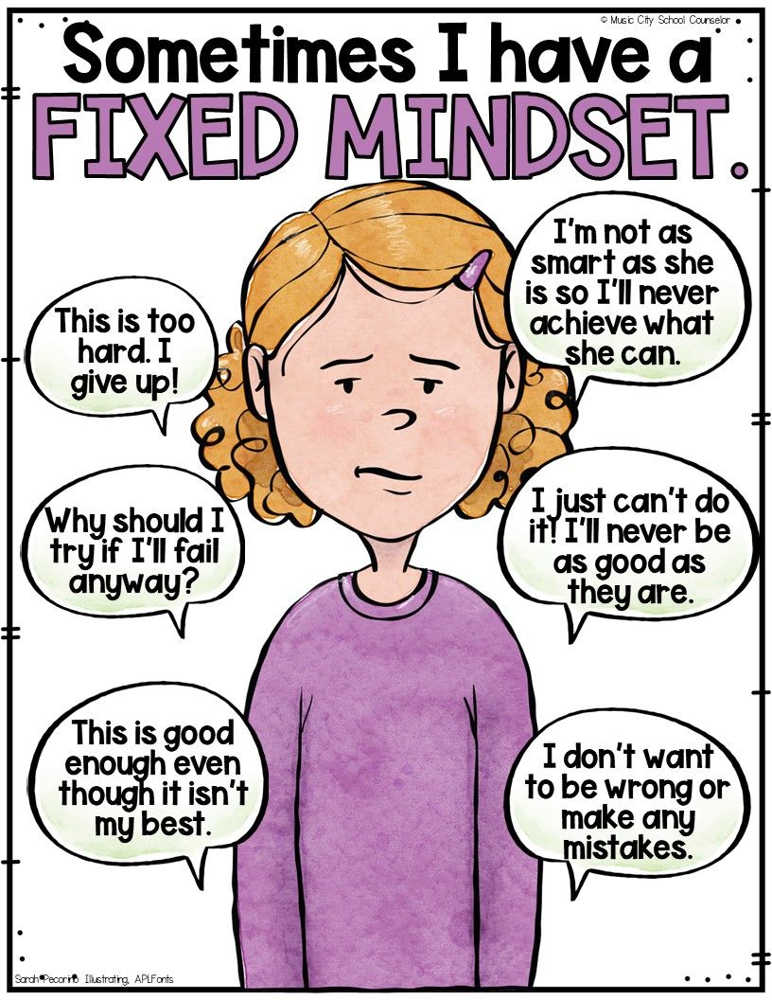 © Music City School Counselor
Sometimes I have a
FIXED MINDSET.
This is too
hard. I
give up!
I'm not as
smart as she
is so I'll never
achieve what
she can.
Why should I
try if I'll fail
anyway?
I just can't do
it! I'll never be
as good as
they are.
This is good
enough even
though it isn't
my best.
I don't want
to be wrong or
make any
mistakes.
Sarah Pecorino Illustrating, APLFonts